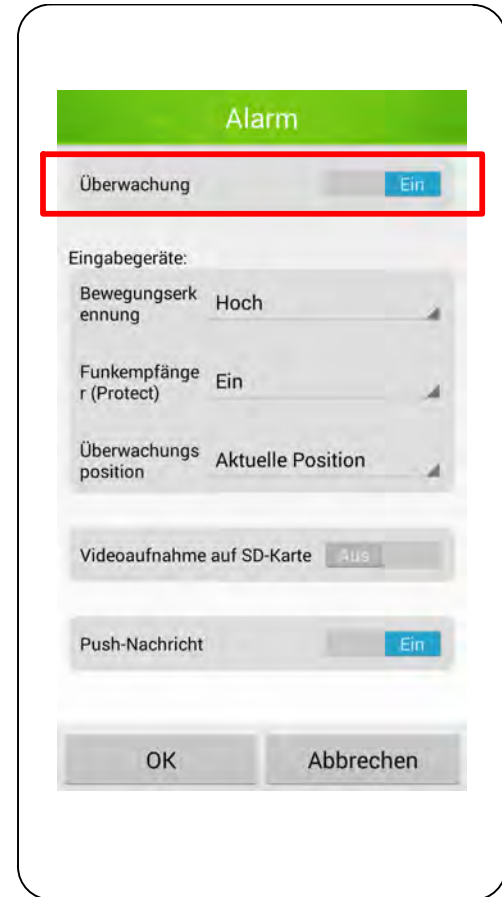 Alarm
Überwachung Ein
Eingabegeräte:
Bewegungserk
ennung
Hoch
Funkempfänge
r (Protect)
Ein
Überwachungs
position
Aktuelle Position
Videoaufnahme auf SD-Karte Aus
Push-Nachricht Ein
OK Abbrechen